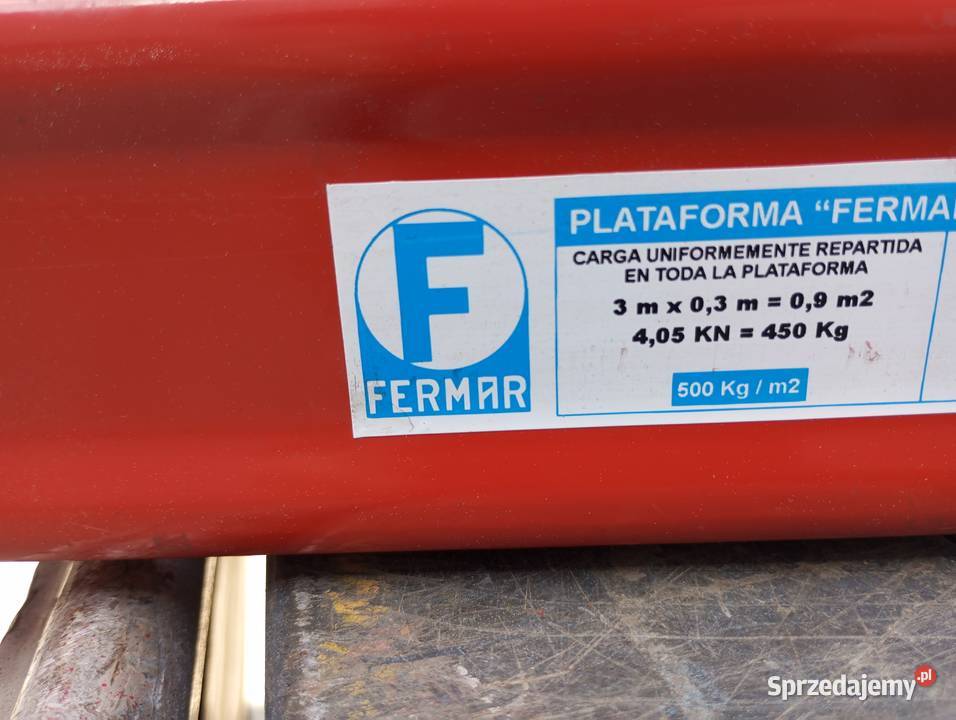 PLATAFORMA “FERMA
CARGA UNIFORMEMENTE REPARTIDA
EN TODA LA PLATAFORMA
3 m x 0,3 m = 0,9 m2
4,05 KN = 450 Kg
500 Kg / m2
F
FERMAR
Sprzedajemy.pl